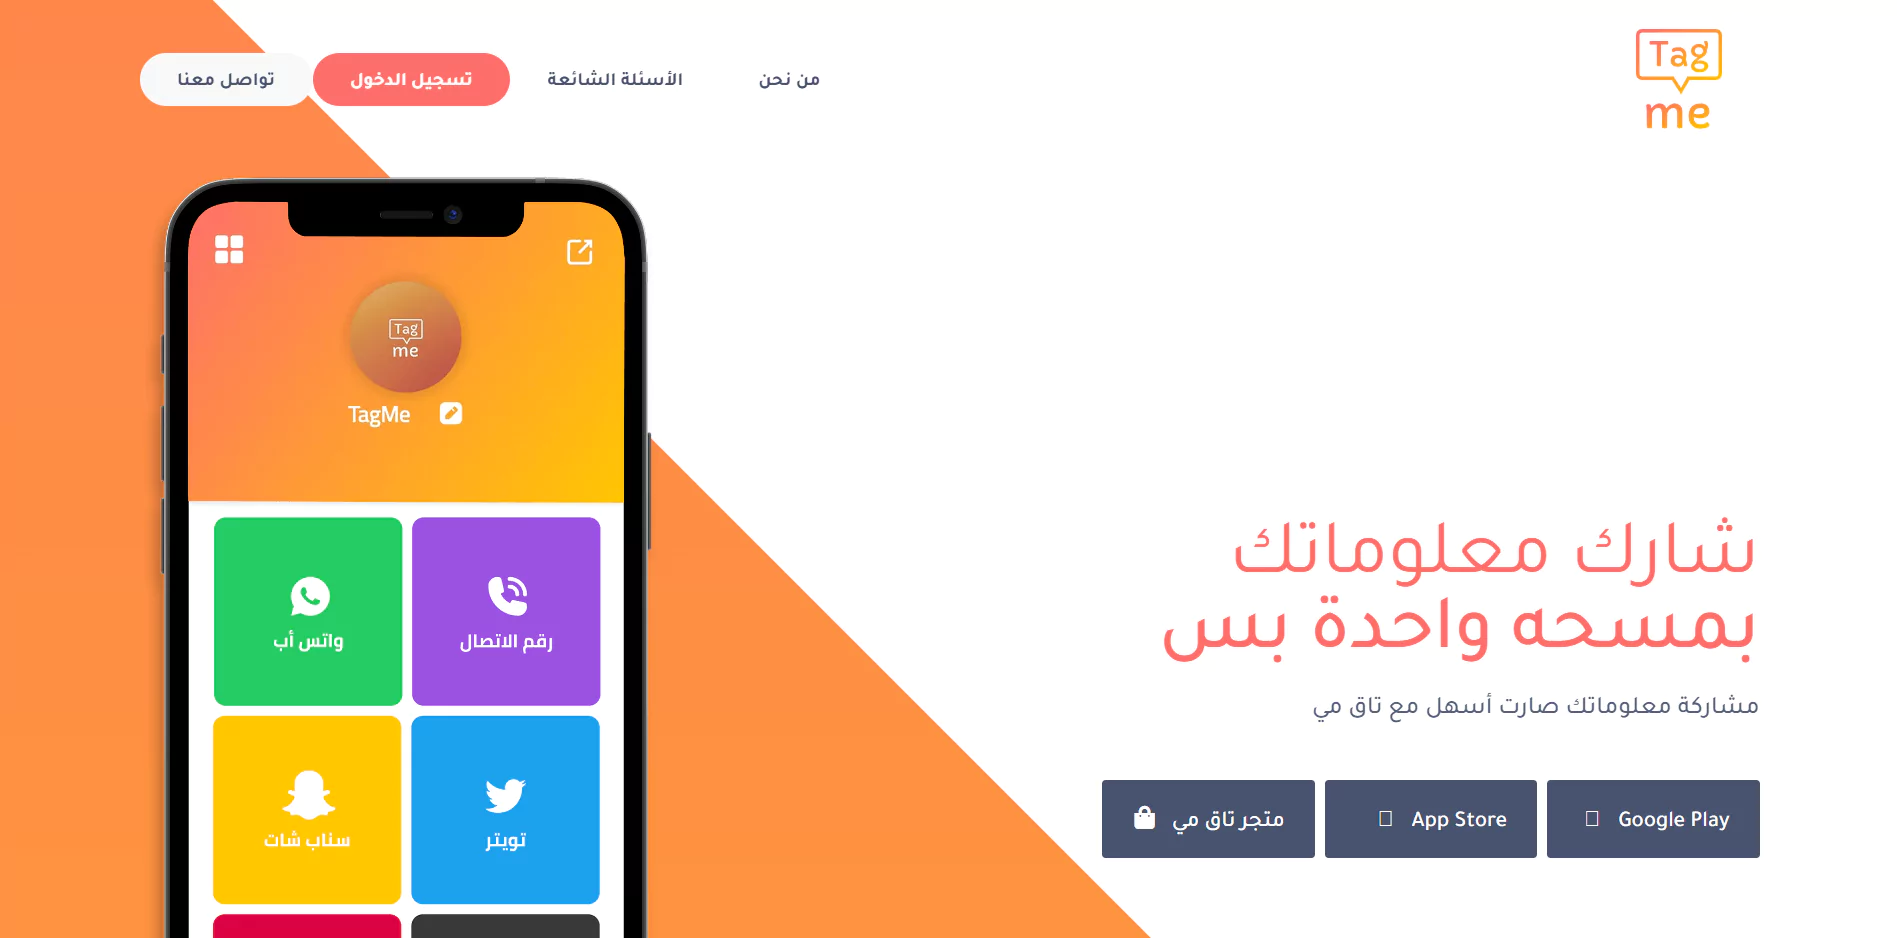 Tag
me
من نحن
الأسئلة الشائعة
تسجيل الدخول
تواصل معنا
شارك معلوماتك
بمسحه واحدة بس
مشاركة معلوماتك صارت أسهل مع تاق مي
Google Play
App Store
متجر تاق مي
Tag
me
TagMe
رقم الاتصال
واتس أب
تويتر
سناب شات